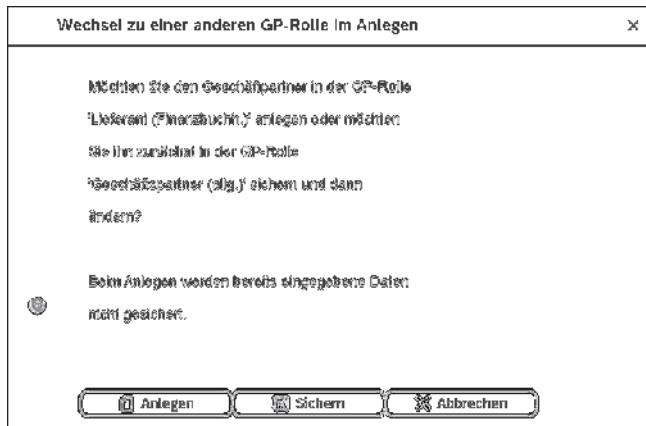 Wechsel zu einer anderen GP-Rolle im Anlegen
Möchten Sie den Geschäftpartner in der GP-Rolle
'Lieferant (Finanzbuchh.)' anlegen oder möchten
Sie ihn zunächst in der GP-Rolle
'Geschäftspartner (allg.)' sichern und dann
ändern?
Beim Anlegen werden bereits eingegebene Daten
nicht gesichert.
Anlegen Sichern Abbrechen